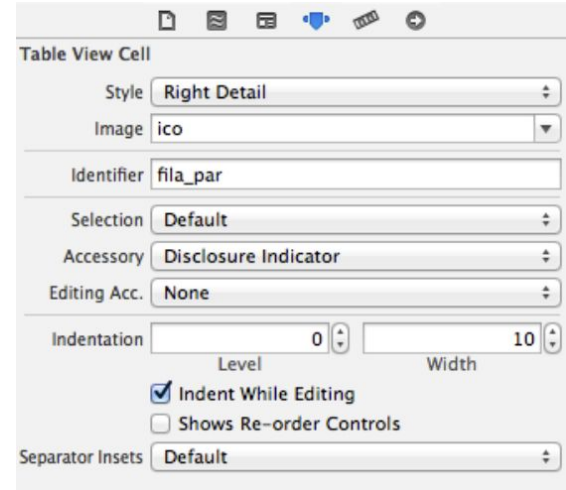 Table View Cell
Style Right Detail
Image ico
Identifier fila_par
Selection Default
Accessory Disclosure Indicator
Editing Acc. None
Indentation 0 10
Level Width
Indent While Editing
Shows Re-order Controls
Separator Insets Default